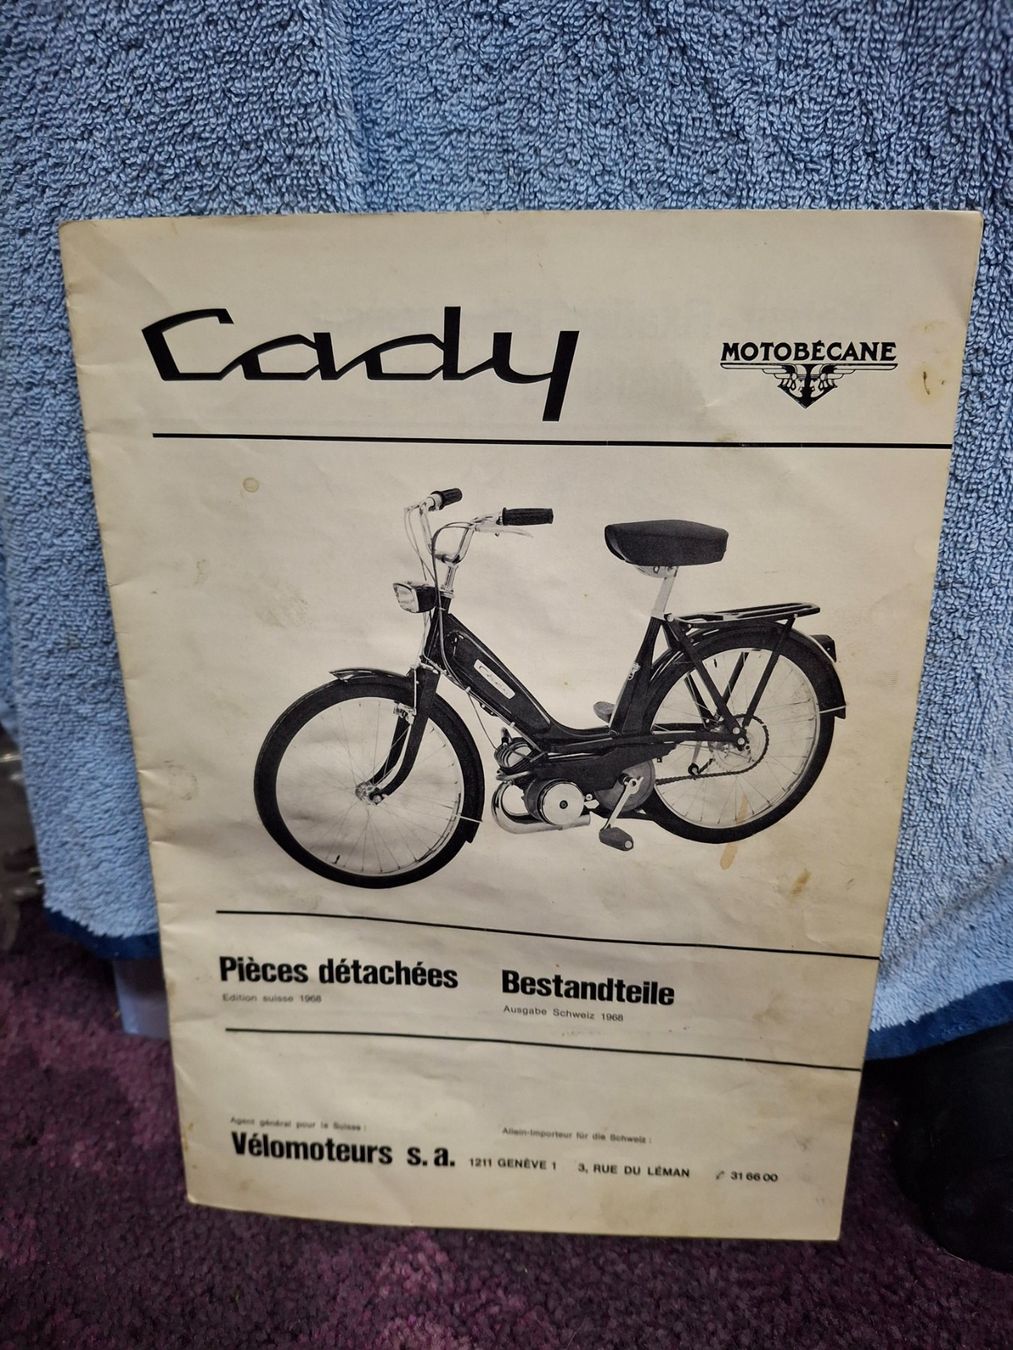 Cady
MOTOBÉCANE
Pièces détachées
Edition suisse 1968
Bestandteile
Ausgabe Schweiz 1968
Agent général pour la Suisse :
Allein-Importeur für die Schweiz :
Vélomoteurs s.a. 1211 GENÈVE 1 3, RUE DU LÉMAN 31 66 00